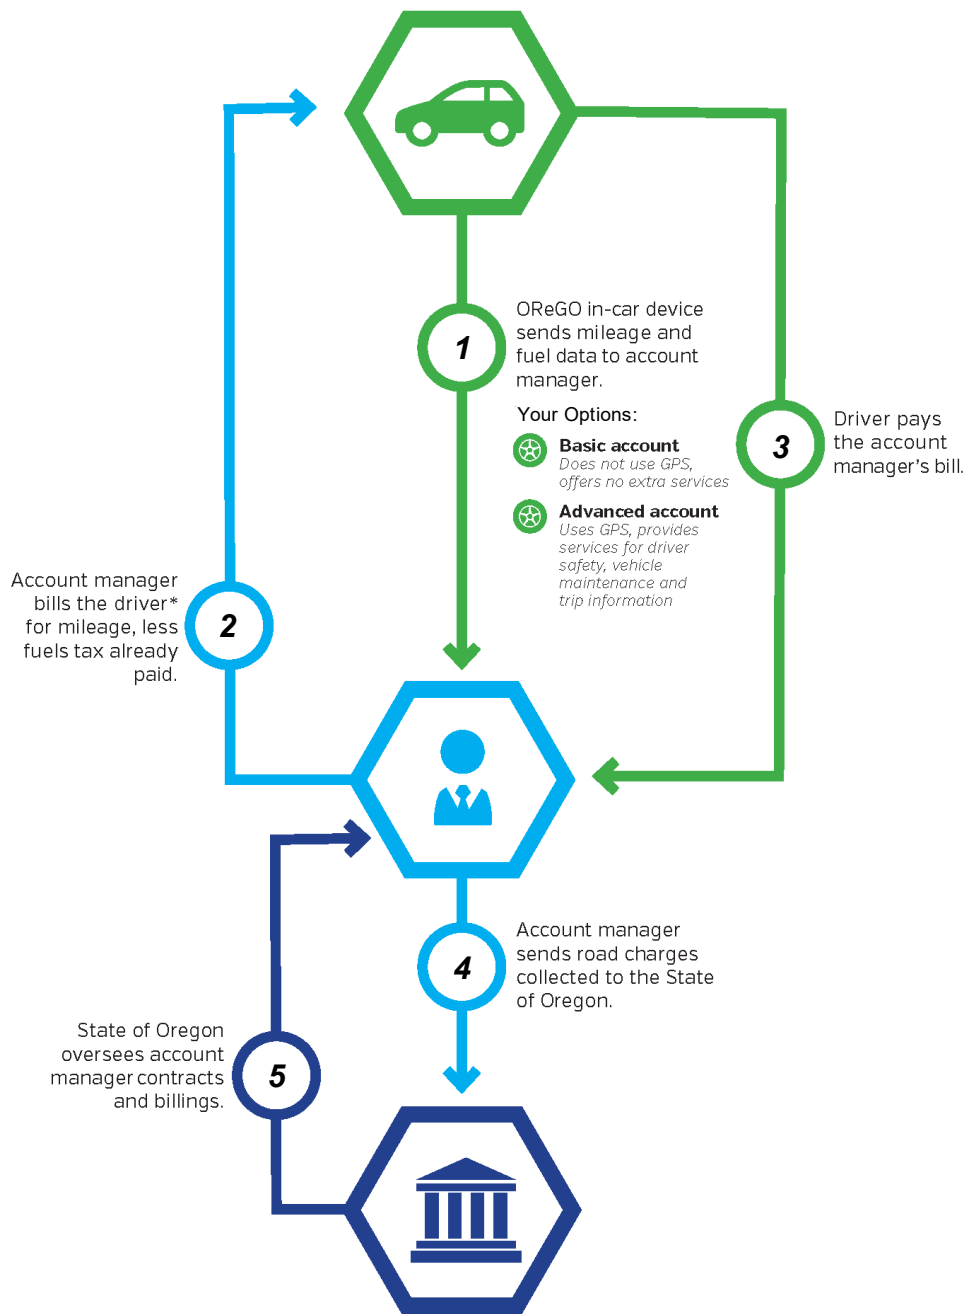 1
OReGO in-car device
sends mileage and
fuel data to account
manager.
Your Options:
Basic account
Does not use GPS,
offers no extra services
Advanced account
Uses GPS, provides
services for driver
safety, vehicle
maintenance and
trip information
3
Driver pays
the account
manager's bill.
Account manager
bills the driver*
for mileage, less
fuels tax already
paid.
2
4
Account manager
sends road charges
collected to the State
of Oregon.
State of Oregon
oversees account
manager contracts
and billings.
5